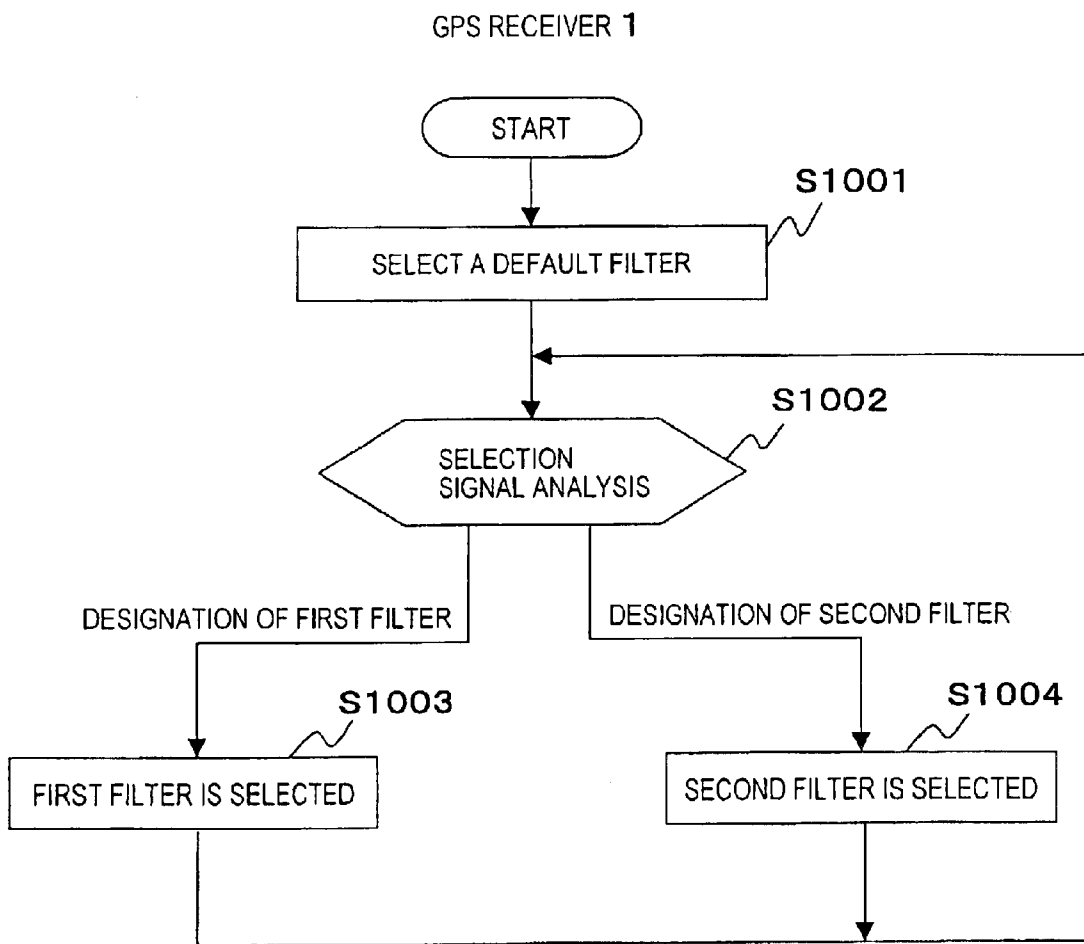 GPS RECEIVER 1
START
S1001
SELECT A DEFAULT FILTER
S1002
SELECTION
SIGNAL ANALYSIS
DESIGNATION OF FIRST FILTER
DESIGNATION OF SECOND FILTER
S1003
S1004
FIRST FILTER IS SELECTED
SECOND FILTER IS SELECTED